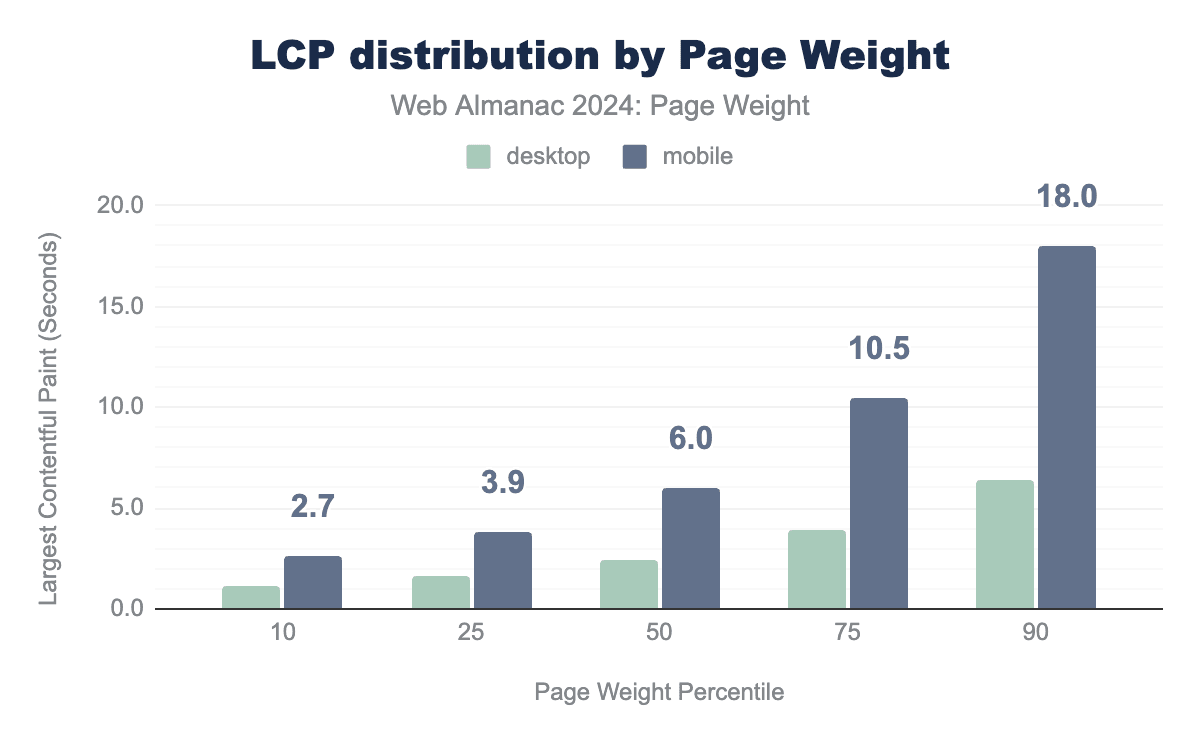 LCP distribution by Page Weight
Web Almanac 2024: Page Weight
desktop mobile
Largest Contentful Paint (Seconds)
20.0
15.0
10.0
5.0
0.0
2.7
3.9
6.0
10.5
18.0
10 25 50 75 90
Page Weight Percentile